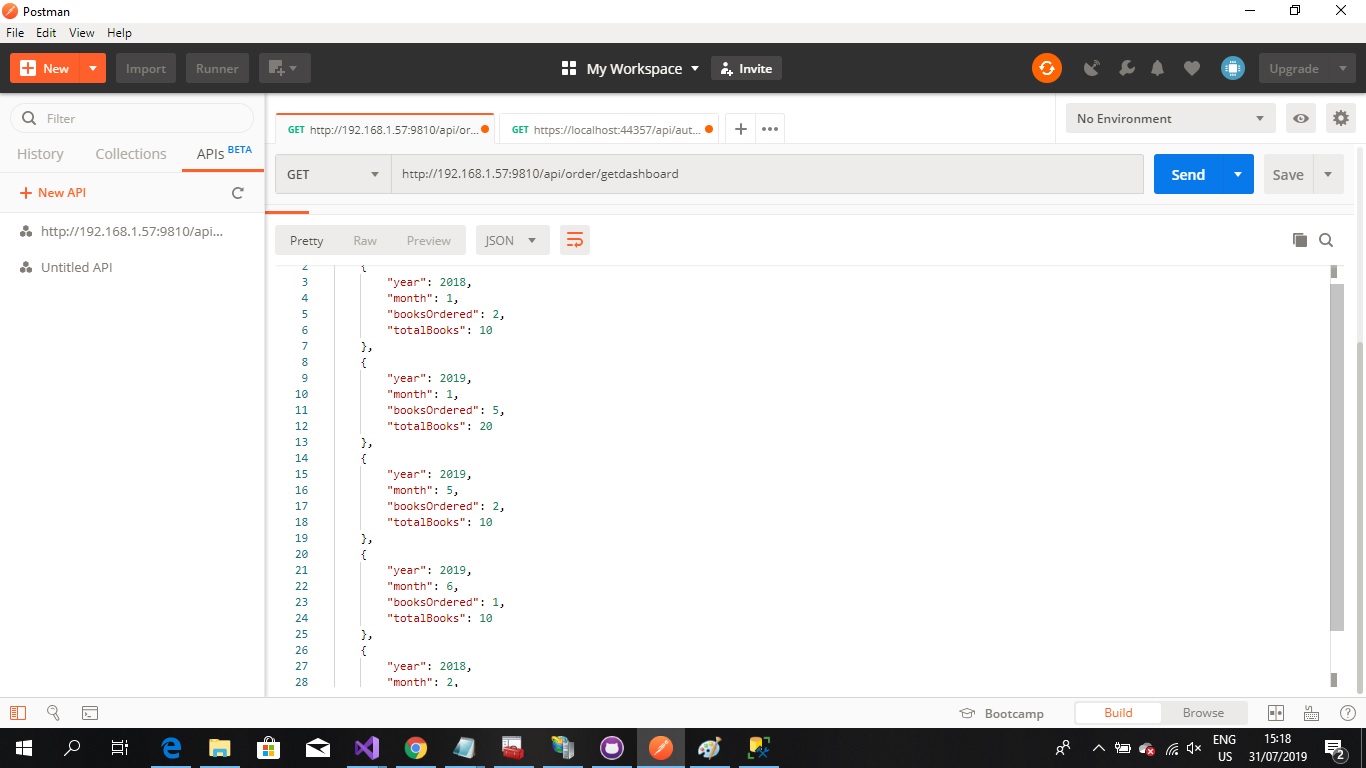 Postman
File Edit View Help
New Import Runner My Workspace Invite Upgrade
Filter
History Collections APIs BETA
+ New API
http://192.168.1.57:9810/api...
Untitled API
GET http://192.168.1.57:9810/api/or... GET https://localhost:44357/api/aut... + ••• No Environment
GET http://192.168.1.57:9810/api/order/getdashboard Send Save
Pretty Raw Preview JSON
2 {
3 "year": 2018,
4 "month": 1,
5 "booksOrdered": 2,
6 "totalBooks": 10
7 },
8 {
9 "year": 2019,
10 "month": 1,
11 "booksOrdered": 5,
12 "totalBooks": 20
13 },
14 {
15 "year": 2019,
16 "month": 5,
17 "booksOrdered": 2,
18 "totalBooks": 10
19 },
20 {
21 "year": 2019,
22 "month": 6,
23 "booksOrdered": 1,
24 "totalBooks": 10
25 },
26 {
27 "year": 2018,
28 "month": 2,
Bootcamp Build Browse
ENG 15:18
US 31/07/2019 2